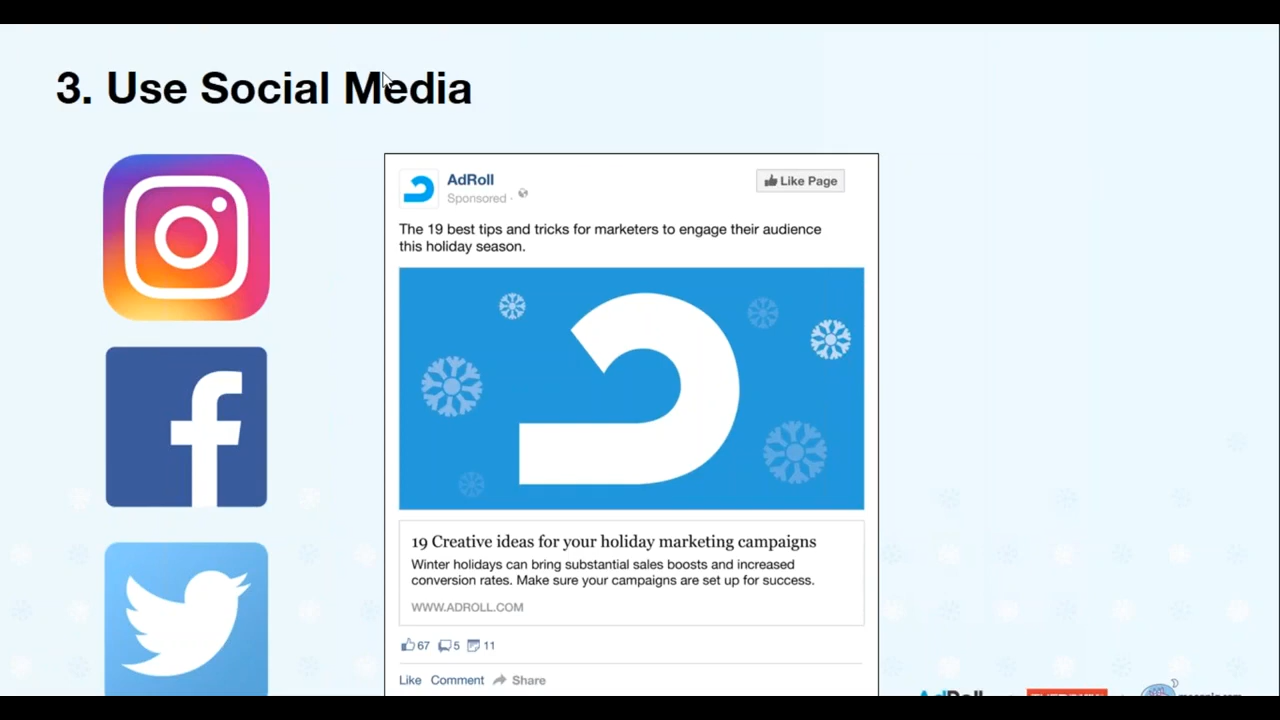 3. Use Social Media
AdRoll
Sponsored ·
Like Page
The 19 best tips and tricks for marketers to engage their audience
this holiday season.
19 Creative ideas for your holiday marketing campaigns
Winter holidays can bring substantial sales boosts and increased
conversion rates. Make sure your campaigns are set up for success.
WWW.ADROLL.COM
67 5 11
Like Comment Share
AdRoll